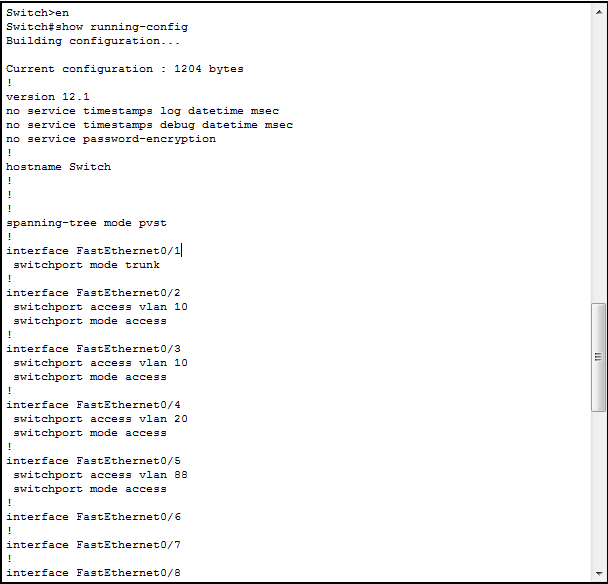 Switch>en
Switch#show running-config
Building configuration...

Current configuration : 1204 bytes
!
version 12.1
no service timestamps log datetime msec
no service timestamps debug datetime msec
no service password-encryption
!
hostname Switch
!
!
!
spanning-tree mode pvst
!
interface FastEthernet0/1
 switchport mode trunk
!
interface FastEthernet0/2
 switchport access vlan 10
 switchport mode access
!
interface FastEthernet0/3
 switchport access vlan 10
 switchport mode access
!
interface FastEthernet0/4
 switchport access vlan 20
 switchport mode access
!
interface FastEthernet0/5
 switchport access vlan 88
 switchport mode access
!
interface FastEthernet0/6
!
interface FastEthernet0/7
!
interface FastEthernet0/8